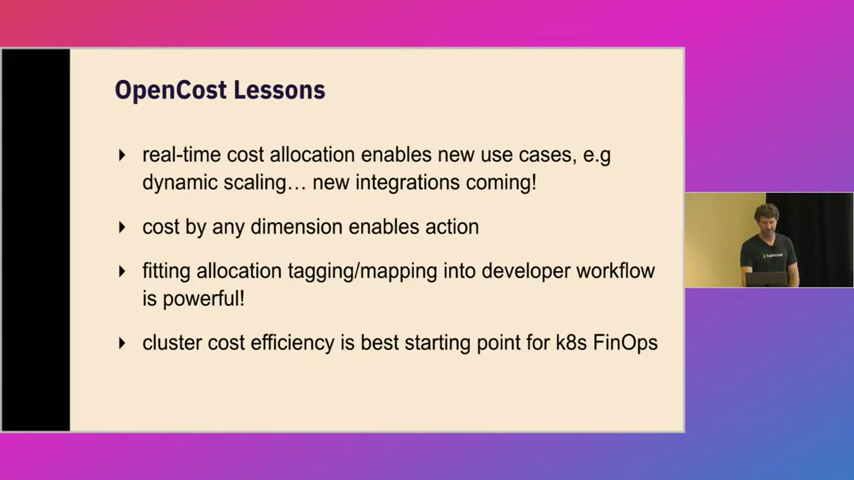 OpenCost Lessons
real-time cost allocation enables new use cases, e.g
dynamic scaling… new integrations coming!
cost by any dimension enables action
fitting allocation tagging/mapping into developer workflow
is powerful!
cluster cost efficiency is best starting point for k8s FinOps